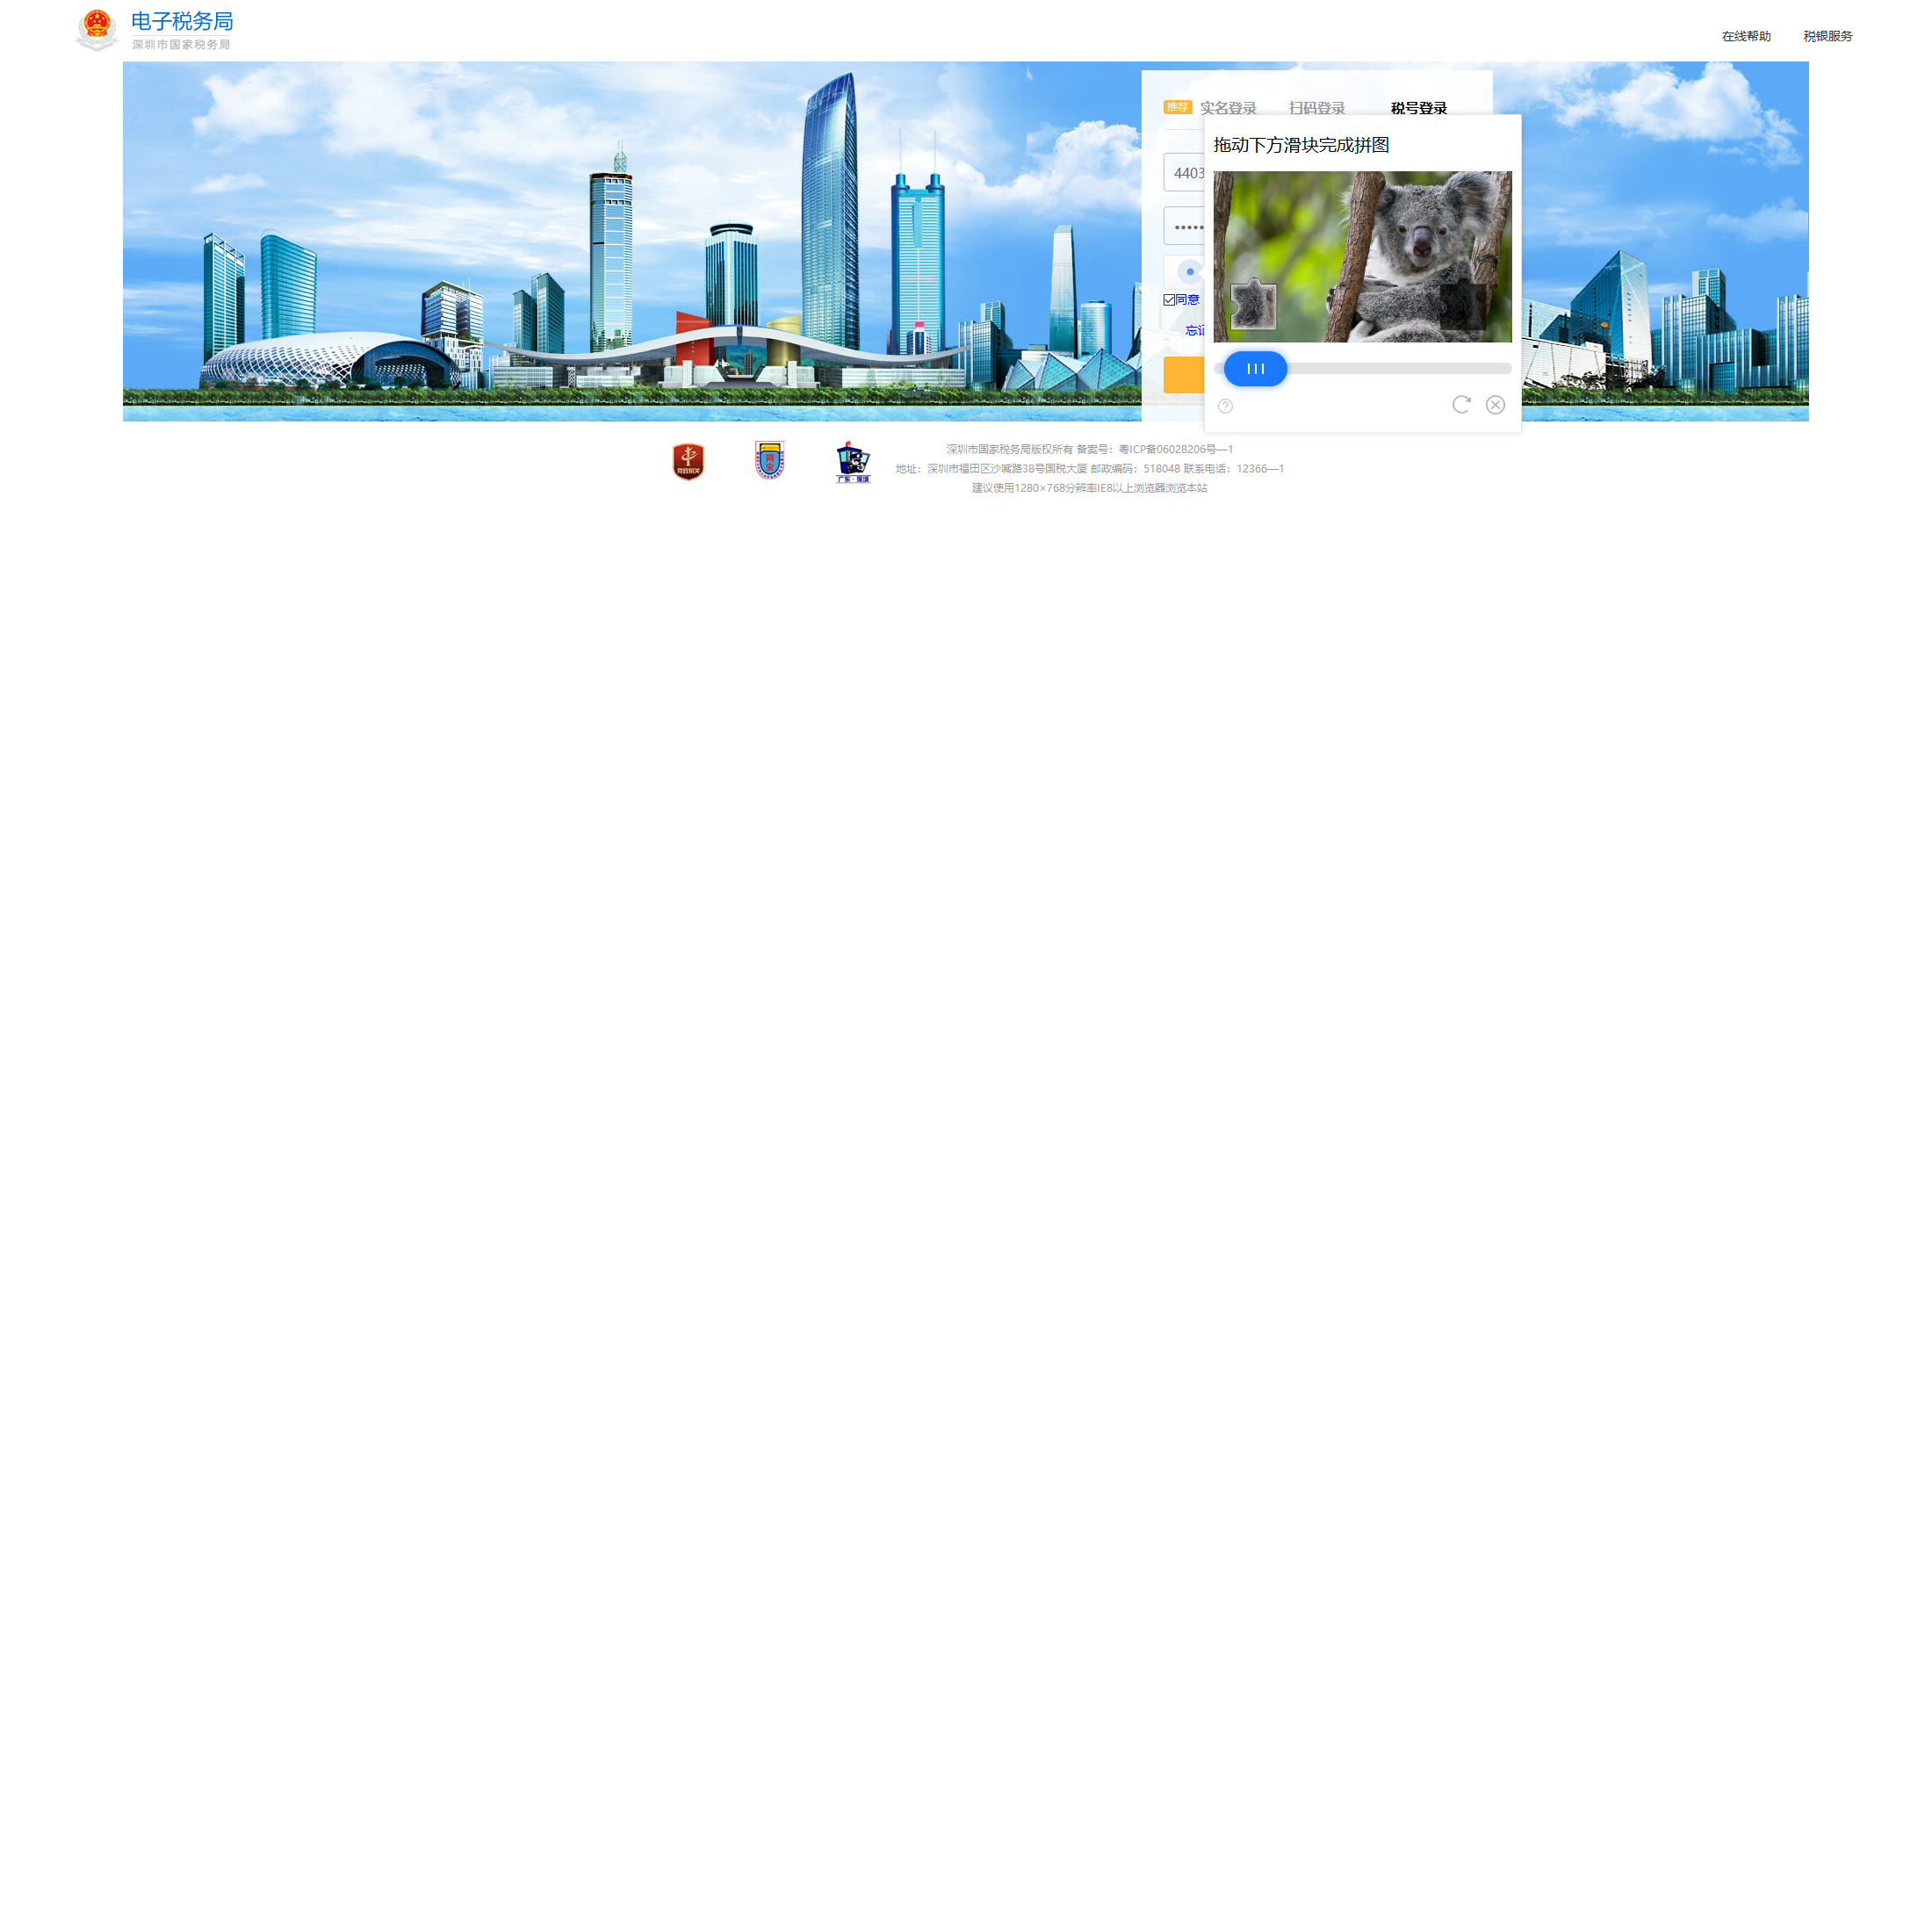 电子税务局
深圳市国家税务局
在线帮助 税银服务
推荐 实名登录 扫码登录 税号登录
拖动下方滑块完成拼图
4403
同意
忘记
深圳市国家税务局版权所有 备案号：粤ICP备06028206号—1
地址：深圳市福田区沙嘴路38号国税大厦 邮政编码：518048 联系电话：12366—1
建议使用1280×768分辨率IE8以上浏览器浏览本站